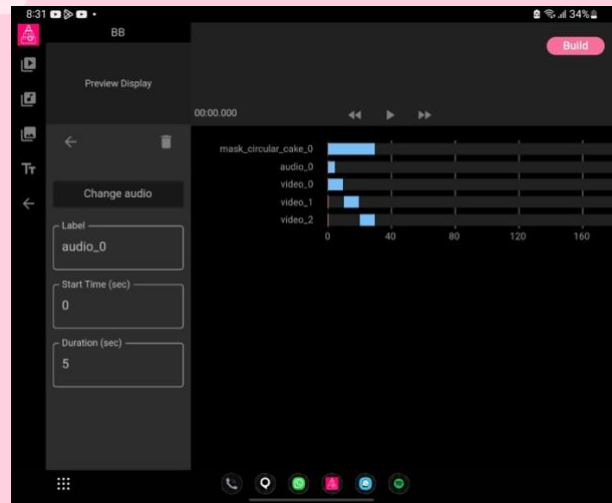 8:31
34%
BB
Build
Preview Display
00:00.000
Change audio
Label
audio_0
Start Time (sec)
0
Duration (sec)
5
mask_circular_cake_0
audio_0
video_0
video_1
video_2
0 40 80 120 160
Tт